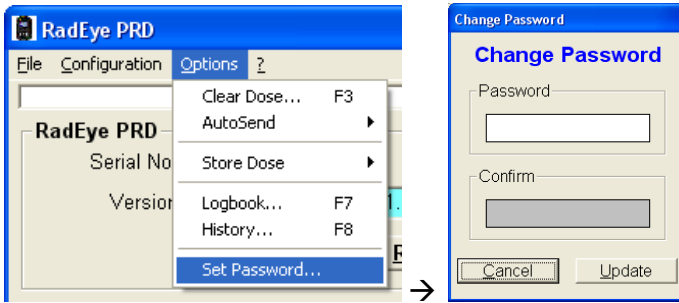 RadEye PRD
File Configuration Options ?
Clear Dose... F3
AutoSend
RadEye PRD
Serial No
Store Dose
Version
Logbook... F7
1.
History... F8
R
Set Password...
→
Change Password
Change Password
Password
Confirm
Cancel Update